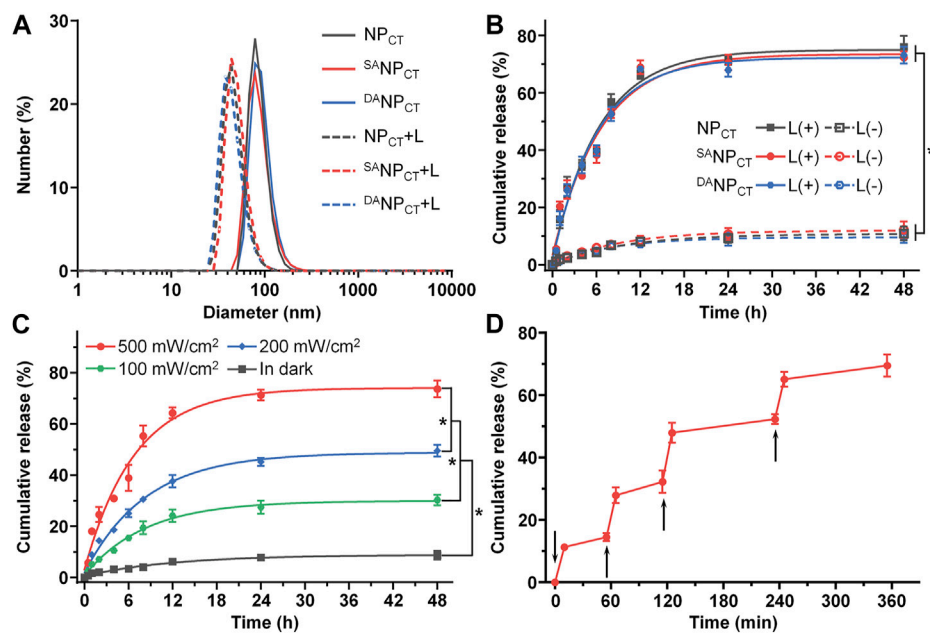 A
Number (%)
30
20
10
0
1
10
100
1000
10000
Diameter (nm)
NPCT
SANPCT
DANPCT
NPCT+L
SANPCT+L
DANPCT+L
B
Cumulative release (%)
80
60
40
20
0
0 6 12 18 24 30 36 42 48
Time (h)
NPCT L(+) L(-)
SANPCT L(+) L(-)
DANPCT L(+) L(-)
*
C
500 mW/cm² 200 mW/cm²
100 mW/cm² In dark
Cumulative release (%)
90
60
30
0
0 6 12 18 24 30 36 42 48
Time (h)
*
*
*
D
Cumulative release (%)
80
60
40
20
0
0 60 120 180 240 300 360
Time (min)